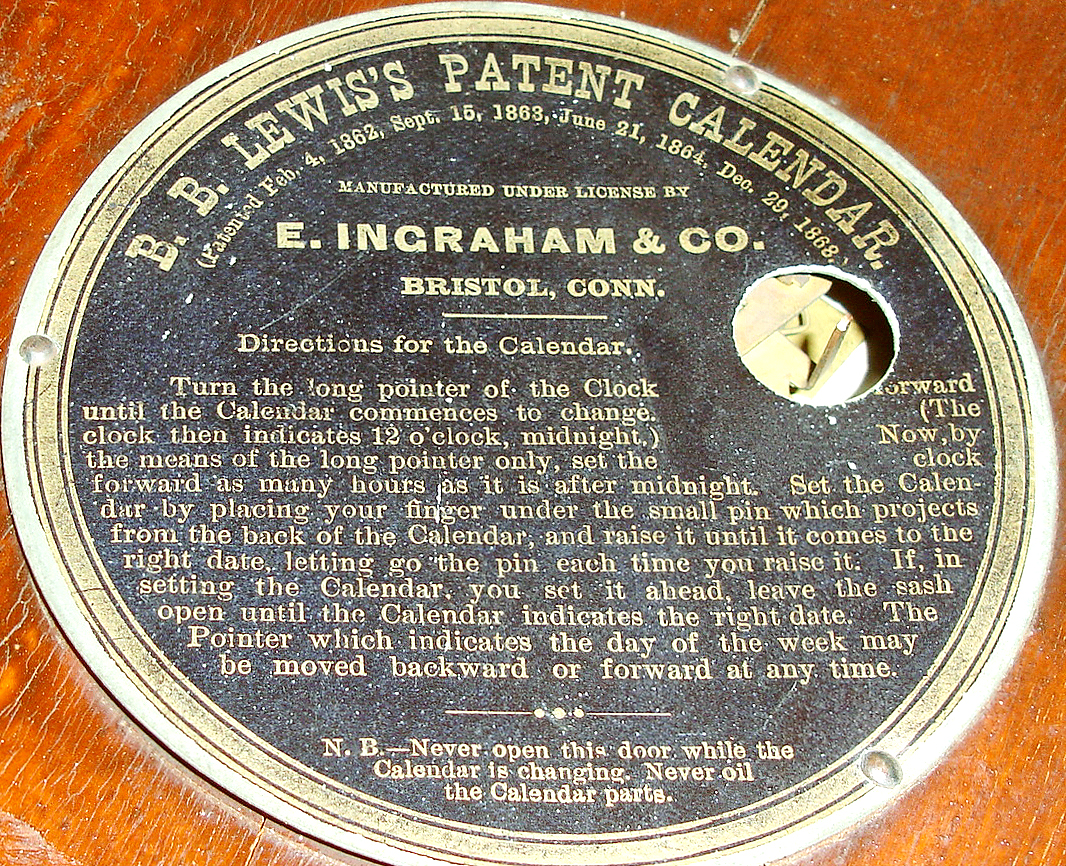 B. B. LEWIS'S PATENT CALENDAR.
(Patented Feb, 4, 1862, Sept. 15, 1863, June 21, 1864. Dec. 29, 1868.)
MANUFACTURED UNDER LICENSE BY
E. INGRAHAM & CO.
BRISTOL, CONN.
Directions for the Calendar.
Turn the long pointer of the Clock forward
until the Calendar commences to change. (The
clock then indicates 12 o'clock, midnight.) Now, by
the means of the long pointer only, set the clock
forward as many hours as it is after midnight. Set the Calen-
dar by placing your finger under the small pin which projects
from the back of the Calendar, and raise it until it comes to the
right date, letting go the pin each time you raise it. If, in
setting the Calendar, you set it ahead, leave the sash
open until the Calendar indicates the right date. The
Pointer which indicates the day of the week may
be moved backward or forward at any time.
N. B.—Never open this door while the
Calendar is changing. Never oil
the Calendar parts.